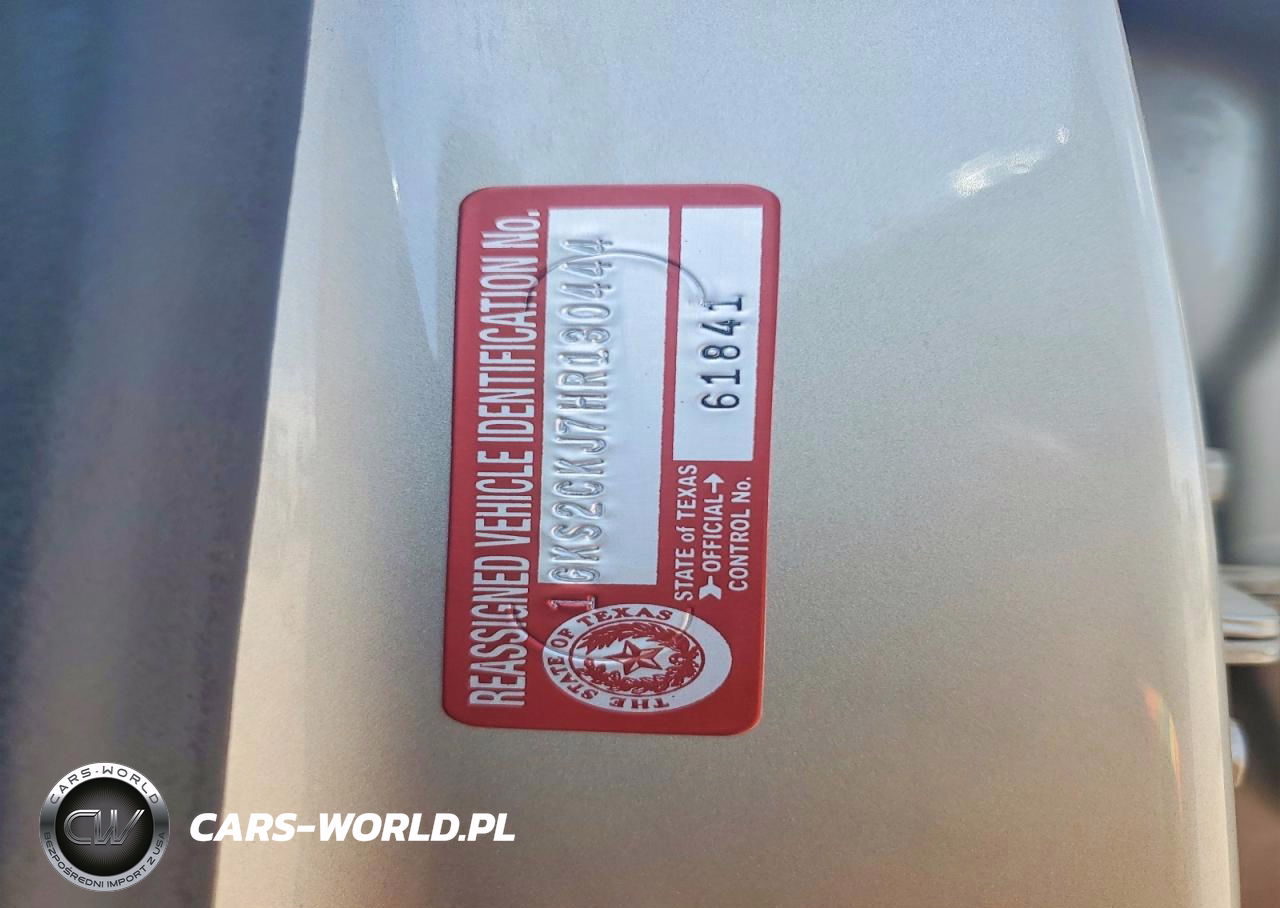 REASSIGNED VEHICLE IDENTIFICATION No.
1GKS2CKJ7HR130444
THE STATE OF TEXAS
STATE of TEXAS
OFFICIAL
CONTROL No.
61841
CARS-WORLD
CW
BEZPOŚREDNI IMPORT Z USA
CARS-WORLD.PL